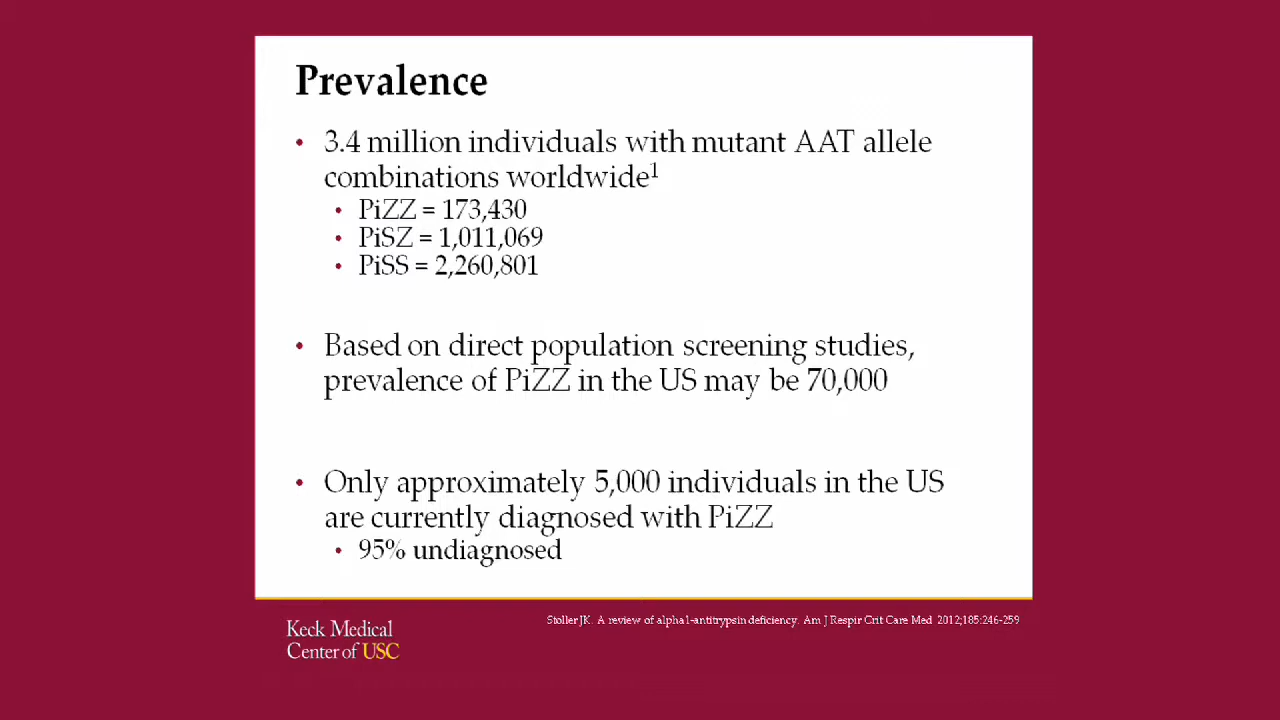 Prevalence
• 3.4 million individuals with mutant AAT allele
combinations worldwide¹
• PiZZ = 173,430
• PiSZ = 1,011,069
• PiSS = 2,260,801
• Based on direct population screening studies,
prevalence of PiZZ in the US may be 70,000
• Only approximately 5,000 individuals in the US
are currently diagnosed with PiZZ
• 95% undiagnosed
Stoller JK. A review of alpha1-antitrypsin deficiency. Am J Respir Crit Care Med 2012;185:246-259
Keck Medical
Center of USC